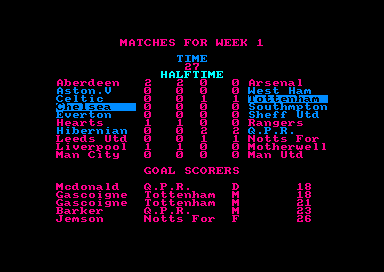 MATCHES FOR WEEK 1
TIME
27
HALFTIME
Aberdeen 2 2 0 0 Arsenal
Aston.V 0 0 0 0 West Ham
Celtic 0 0 1 1 Tottenham
Chelsea 0 0 0 0 Southmpton
Everton 0 0 0 0 Sheff Utd
Hearts 1 1 0 0 Rangers
Hibernian 0 0 2 2 Q.P.R.
Leeds Utd 0 0 1 1 Notts For
Liverpool 1 1 0 0 Motherwell
Man City 0 0 0 0 Man Utd
GOAL SCORERS
Mcdonald Q.P.R. D 18
Gascoigne Tottenham M 18
Gascoigne Tottenham M 21
Barker Q.P.R. M 23
Jemson Notts For F 26